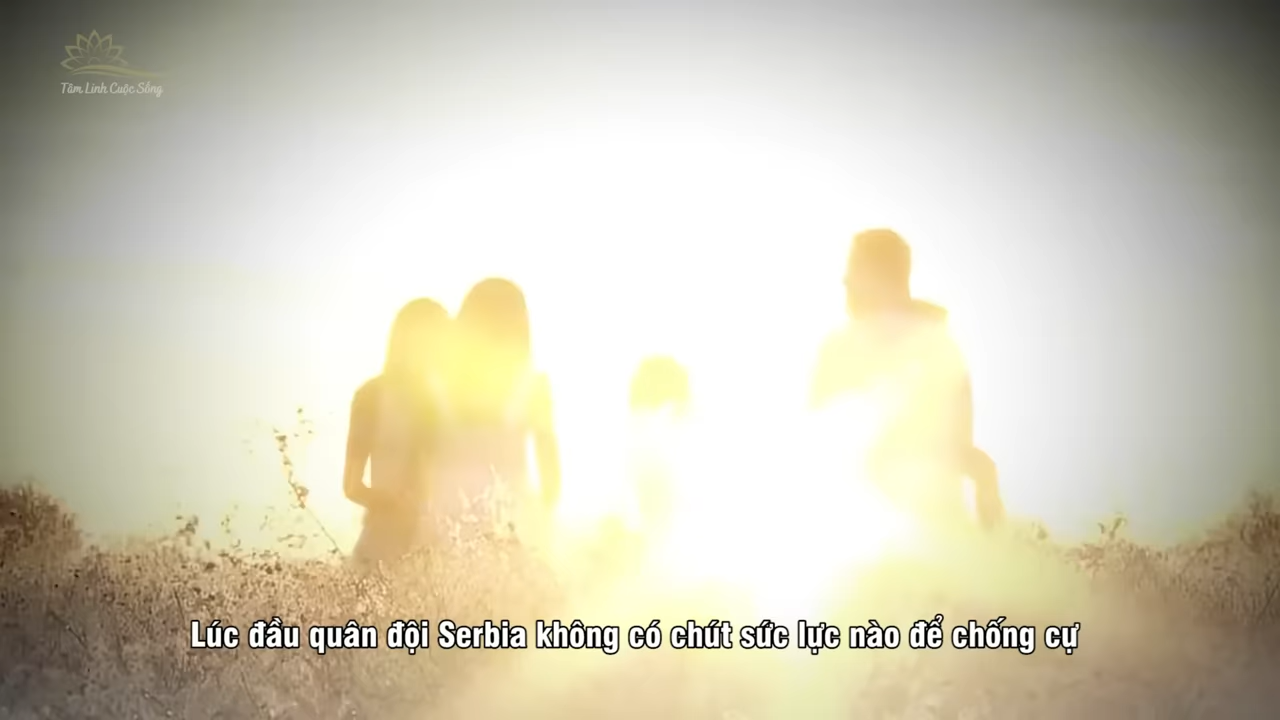 Tâm Linh Cuộc Sống
Lúc đầu quân đội Serbia không có chút sức lực nào để chống cự